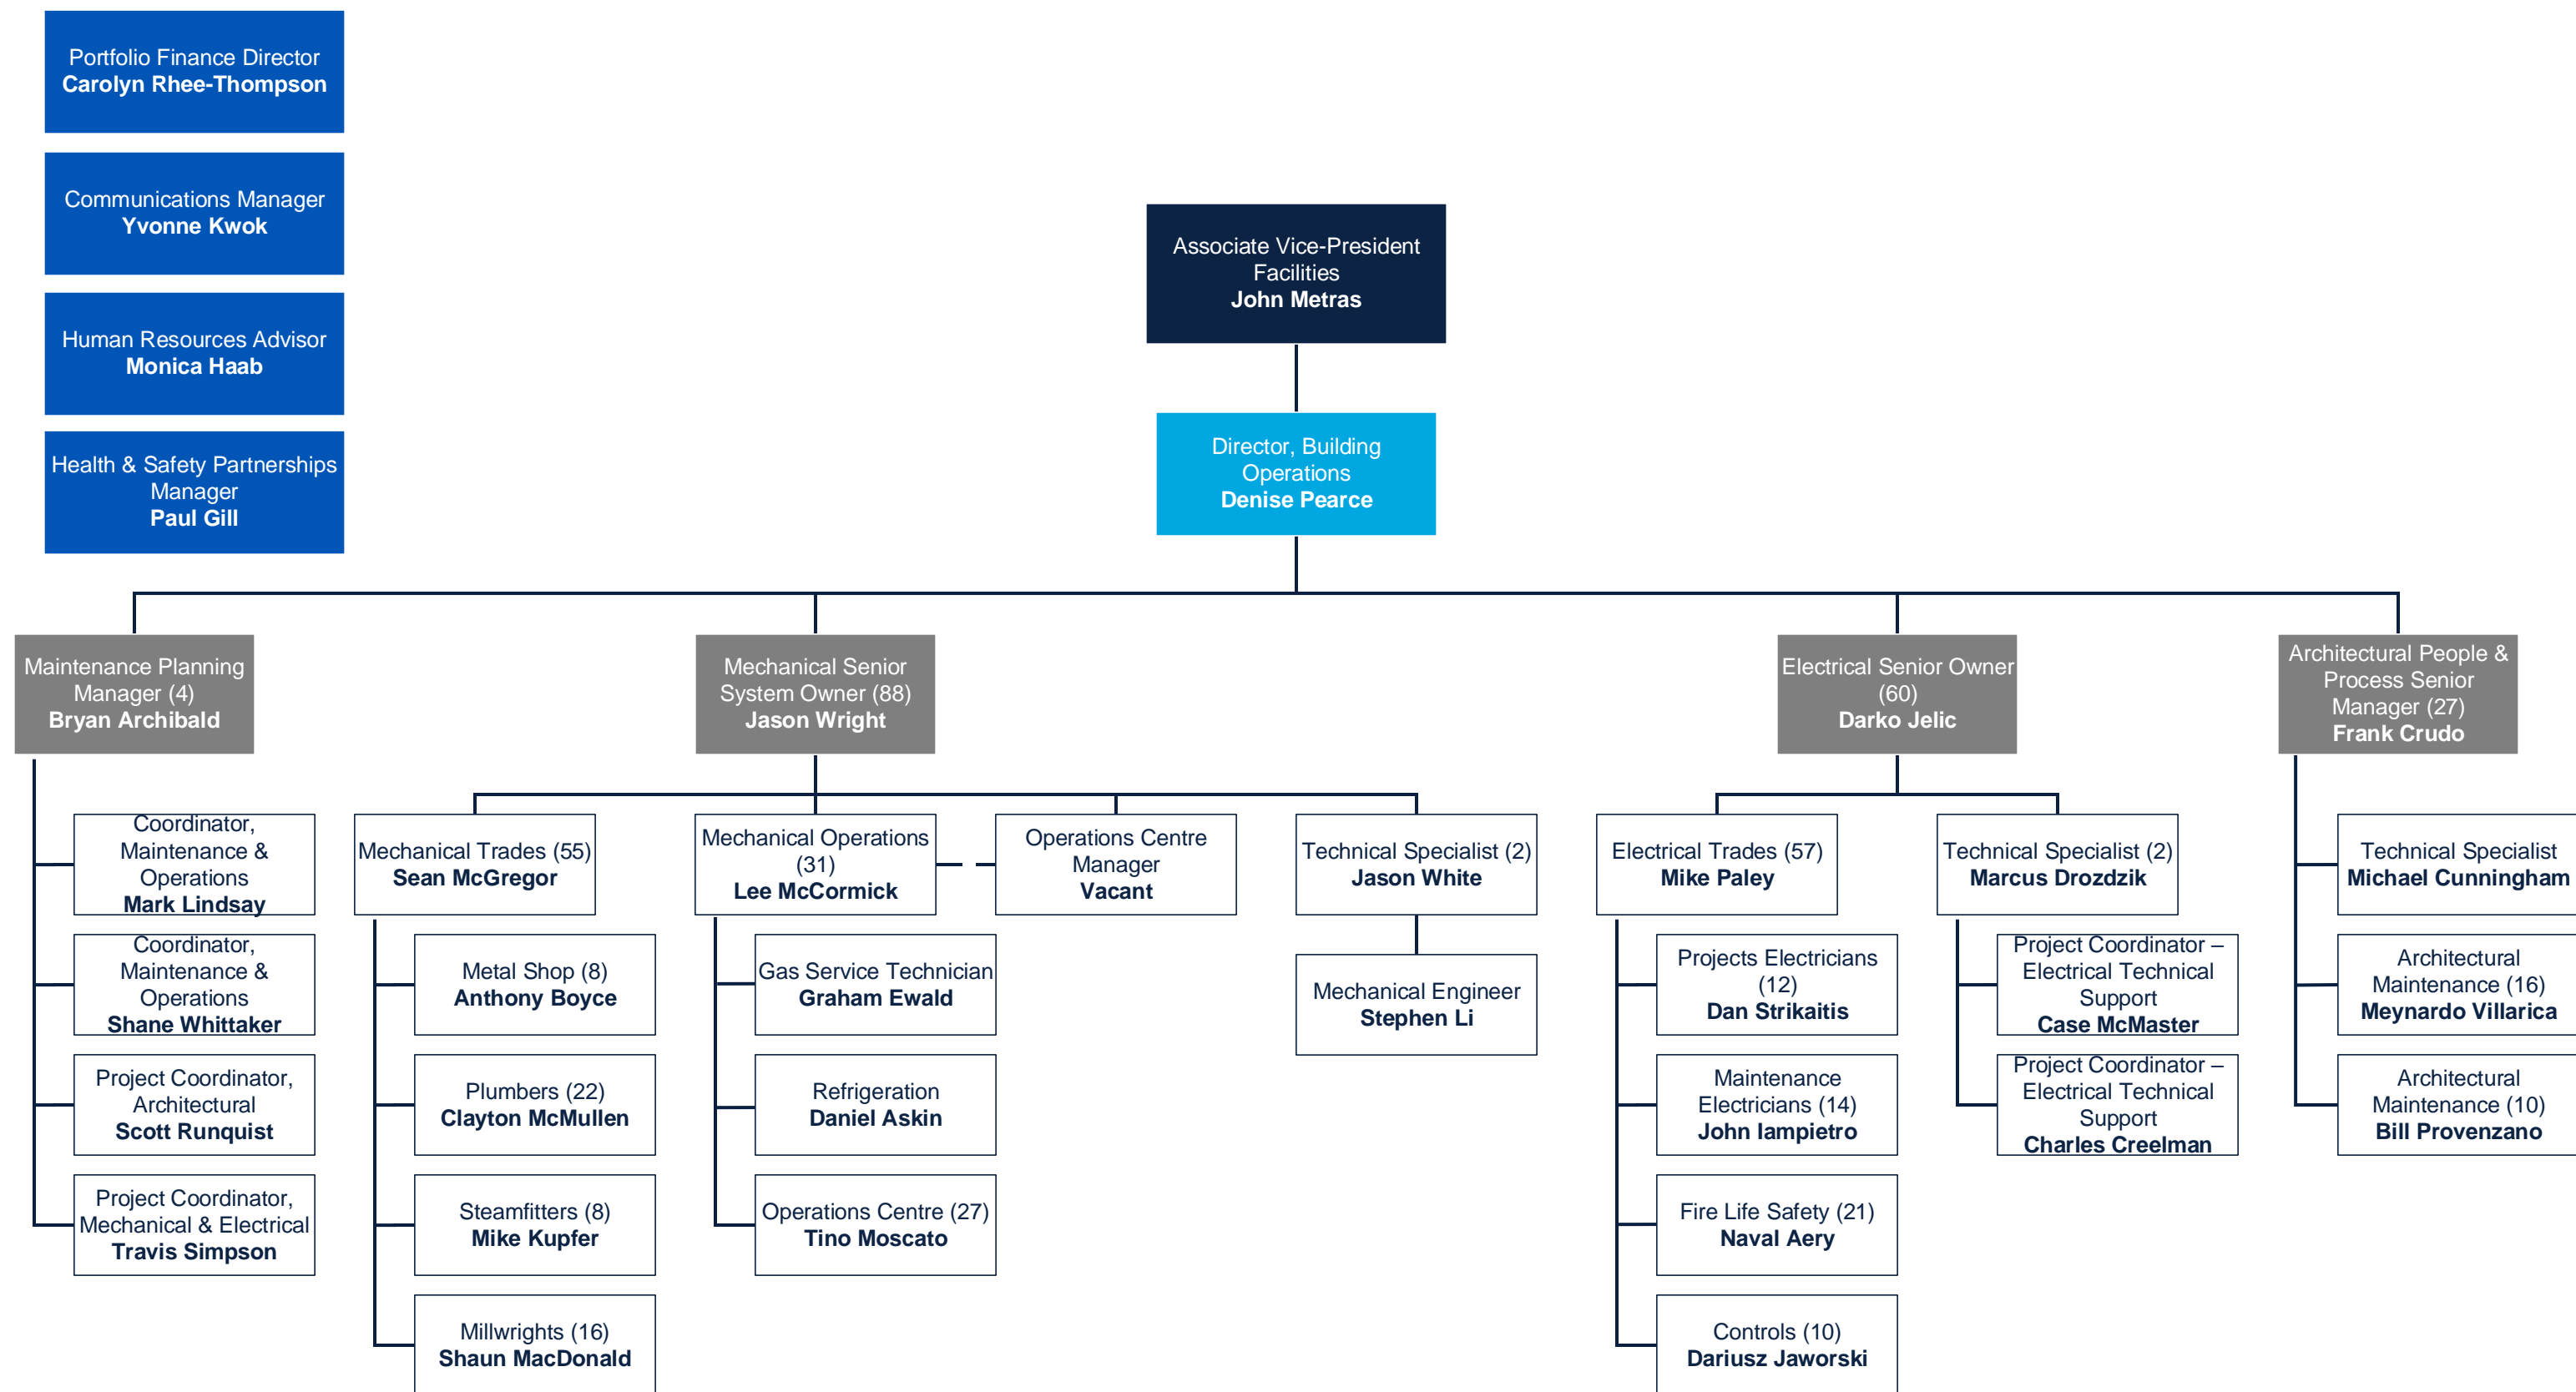 Portfolio Finance Director
Carolyn Rhee-Thompson
Communications Manager
Yvonne Kwok
Human Resources Advisor
Monica Haab
Health & Safety Partnerships
Manager
Paul Gill
Associate Vice-President
Facilities
John Metras
Director, Building
Operations
Denise Pearce
Maintenance Planning
Manager (4)
Bryan Archibald
Coordinator,
Maintenance &
Operations
Mark Lindsay
Coordinator,
Maintenance &
Operations
Shane Whittaker
Project Coordinator,
Architectural
Scott Runquist
Project Coordinator,
Mechanical & Electrical
Travis Simpson
Mechanical Senior
System Owner (88)
Jason Wright
Mechanical Trades (55)
Sean McGregor
Metal Shop (8)
Anthony Boyce
Plumbers (22)
Clayton McMullen
Steamfitters (8)
Mike Kupfer
Millwrights (16)
Shaun MacDonald
Mechanical Operations
(31)
Lee McCormick
Gas Service Technician
Graham Ewald
Refrigeration
Daniel Askin
Operations Centre (27)
Tino Moscato
Operations Centre
Manager
Vacant
Technical Specialist (2)
Jason White
Mechanical Engineer
Stephen Li
Electrical Senior Owner
(60)
Darko Jelic
Electrical Trades (57)
Mike Paley
Projects Electricians
(12)
Dan Strikaitis
Maintenance
Electricians (14)
John Iampietro
Fire Life Safety (21)
Naval Aery
Controls (10)
Dariusz Jaworski
Technical Specialist (2)
Marcus Drozdzik
Project Coordinator –
Electrical Technical
Support
Case McMaster
Project Coordinator –
Electrical Technical
Support
Charles Creelman
Architectural People &
Process Senior
Manager (27)
Frank Crudo
Technical Specialist
Michael Cunningham
Architectural
Maintenance (16)
Meynardo Villarica
Architectural
Maintenance (10)
Bill Provenzano